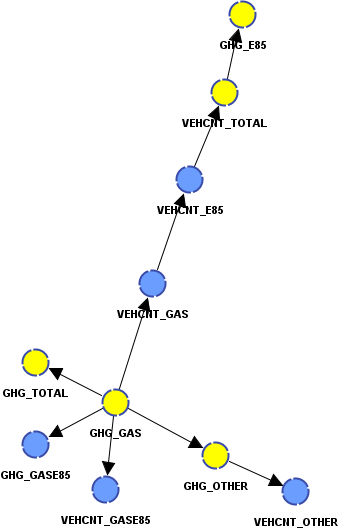 GHG_E85
VEHCNT_TOTAL
VEHCNT_E85
VEHCNT_GAS
GHG_TOTAL
GHG_GAS
GHG_GASE85
GHG_OTHER
VEHCNT_GASE85
VEHCNT_OTHER